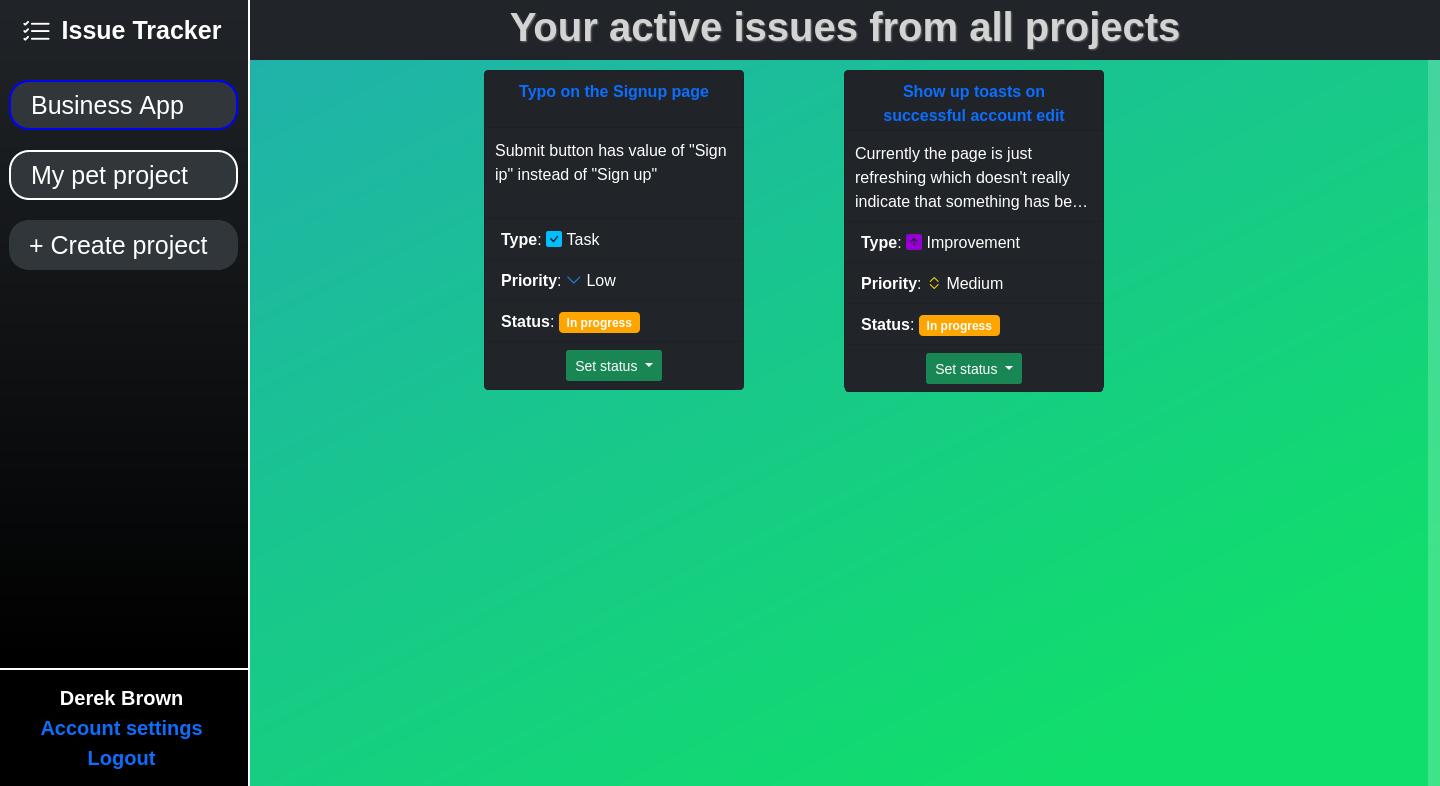 Issue Tracker
Business App
My pet project
+ Create project
Derek Brown
Account settings
Logout
Your active issues from all projects
Typo on the Signup page
Submit button has value of "Sign
ip" instead of "Sign up"
Type: Task
Priority: Low
Status: In progress
Set status
Show up toasts on
successful account edit
Currently the page is just
refreshing which doesn't really
indicate that something has be…
Type: Improvement
Priority: Medium
Status: In progress
Set status